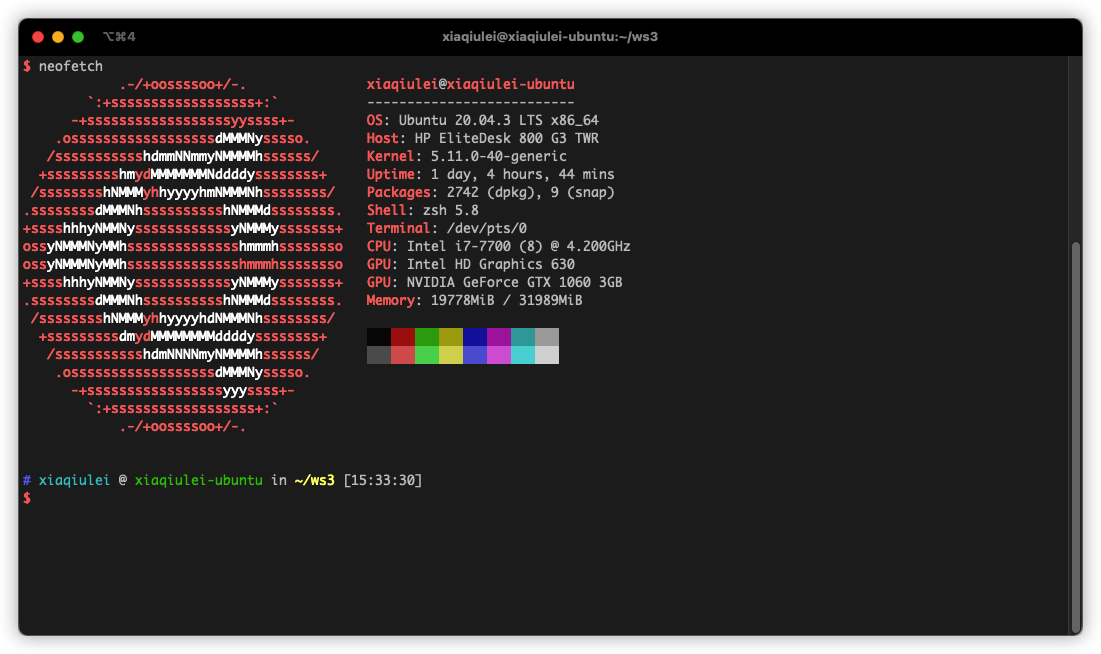 ⌥⌘4
xiaqiulei@xiaqiulei-ubuntu:~/ws3
$ neofetch
.-/+oossssoo+/-.
`:+ssssssssssssssssss+:`
-+ssssssssssssssssssyyssss+-
.ossssssssssssssssssdMMMNysssso.
/ssssssssssshdmmNNmmyNMMMMhssssss/
+ssssssssshmydMMMMMMMNddddyssssssss+
/sssssssshNMMMyhhyyyyhmNMMMNhssssssss/
.ssssssssdMMMNhsssssssssshNMMMdssssssss.
+sssshhhyNMMNyssssssssssssyNMMMysssssss+
ossyNMMMNyMMhsssssssssssssshmmmhssssssso
ossyNMMMNyMMhsssssssssssssshmmmhssssssso
+sssshhhyNMMNyssssssssssssyNMMMysssssss+
.ssssssssdMMMNhsssssssssshNMMMdssssssss.
/sssssssshNMMMyhhyyyyhdNMMMNhssssssss/
+sssssssssdmydMMMMMMMMddddyssssssss+
/ssssssssssshdmNNNNmyNMMMMhssssss/
.ossssssssssssssssssdMMMNysssso.
-+sssssssssssssssssyyyssss+-
`:+ssssssssssssssssss+:`
.-/+oossssoo+/-.
xiaqiulei@xiaqiulei-ubuntu
--------------------------
OS: Ubuntu 20.04.3 LTS x86_64
Host: HP EliteDesk 800 G3 TWR
Kernel: 5.11.0-40-generic
Uptime: 1 day, 4 hours, 44 mins
Packages: 2742 (dpkg), 9 (snap)
Shell: zsh 5.8
Terminal: /dev/pts/0
CPU: Intel i7-7700 (8) @ 4.200GHz
GPU: Intel HD Graphics 630
GPU: NVIDIA GeForce GTX 1060 3GB
Memory: 19778MiB / 31989MiB
# xiaqiulei @ xiaqiulei-ubuntu in ~/ws3 [15:33:30]
$